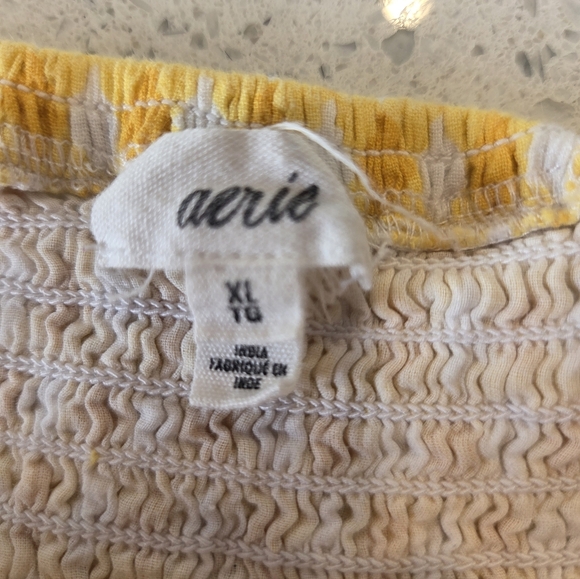 aerie
XL
TG
INDIA
FABRIQUÉ EN
INDE